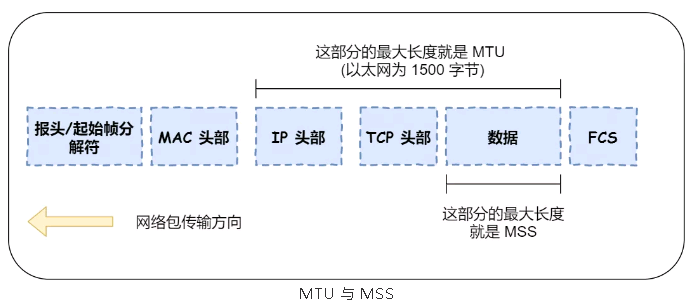 这部分的最大长度就是 MTU
(以太网为 1500 字节)
报头/起始帧分
解符
MAC 头部
IP 头部
TCP 头部
数据
FCS
网络包传输方向
这部分的最大长度
就是 MSS
MTU 与 MSS